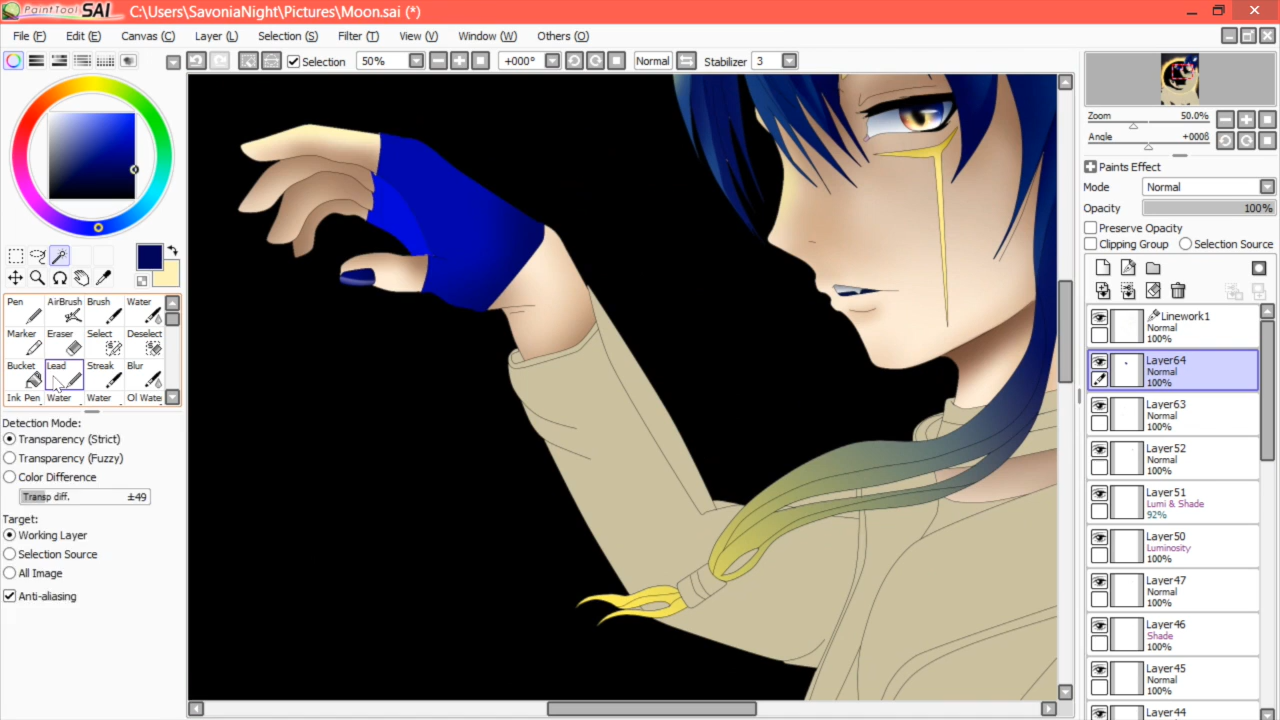 PaintTool SAI C:\Users\SavoniaNight\Pictures\Moon.sai (*)
File (F) Edit (E) Canvas (C) Layer (L) Selection (S) Filter (T) View (V) Window (W) Others (O)
Selection 50% +000° Normal Stabilizer 3
Zoom 50.0%
Angle +000ß
Paints Effect
Mode Normal
Opacity 100%
Preserve Opacity
Clipping Group Selection Source
Pen AirBrush Brush Water
Marker Eraser Select Deselect
Bucket Lead Streak Blur
Ink Pen Water Water Ol Wate
Detection Mode:
Transparency (Strict)
Transparency (Fuzzy)
Color Difference
Transp diff. ±49
Target:
Working Layer
Selection Source
All Image
Anti-aliasing
Linework1
Normal
100%
Layer64
Normal
100%
Layer63
Normal
100%
Layer52
Normal
100%
Layer51
Lumi & Shade
92%
Layer50
Luminosity
100%
Layer47
Normal
100%
Layer46
Shade
100%
Layer45
Normal
100%
Layer44